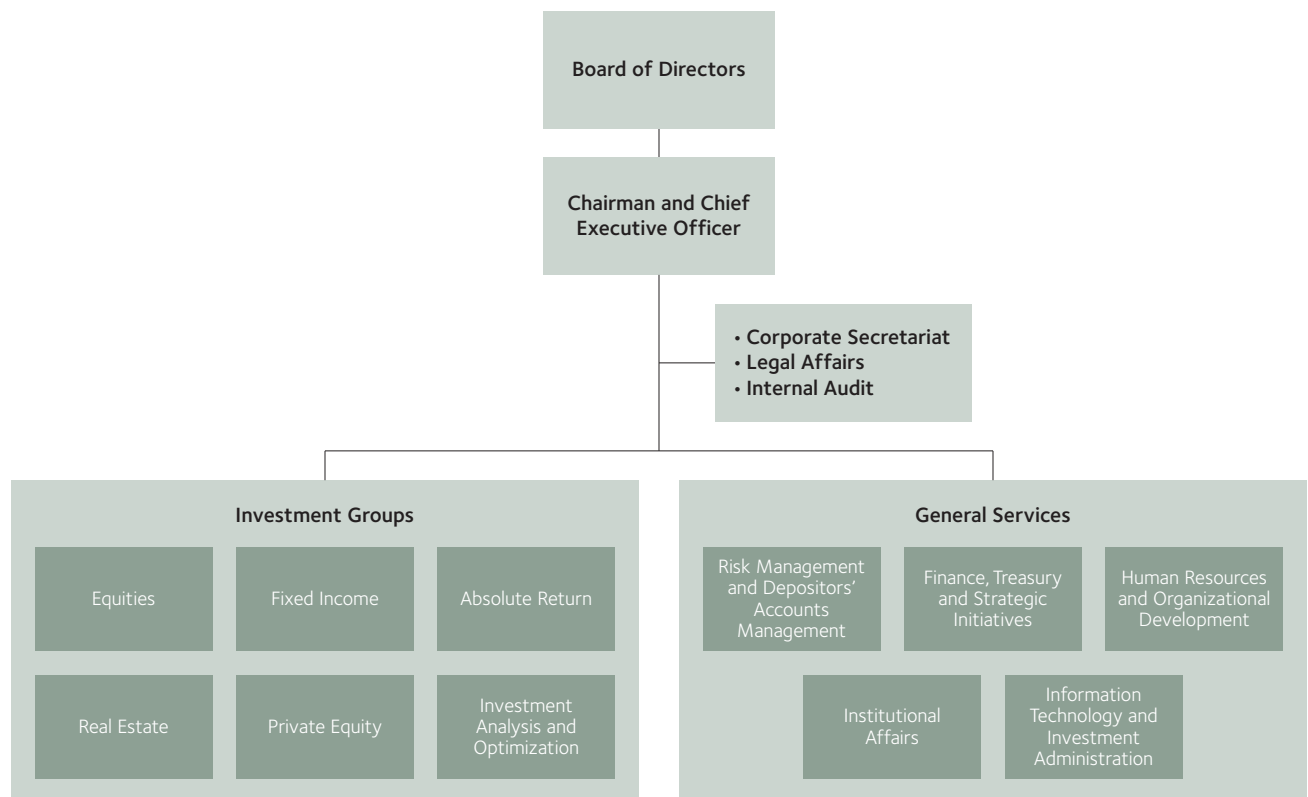 Board of Directors
Chairman and Chief
Executive Officer
• Corporate Secretariat
• Legal Affairs
• Internal Audit
Investment Groups
Equities
Fixed Income
Absolute Return
Real Estate
Private Equity
Investment
Analysis and
Optimization
General Services
Risk Management
and Depositors’
Accounts
Management
Finance, Treasury
and Strategic
Initiatives
Human Resources
and Organizational
Development
Institutional
Affairs
Information
Technology and
Investment
Administration